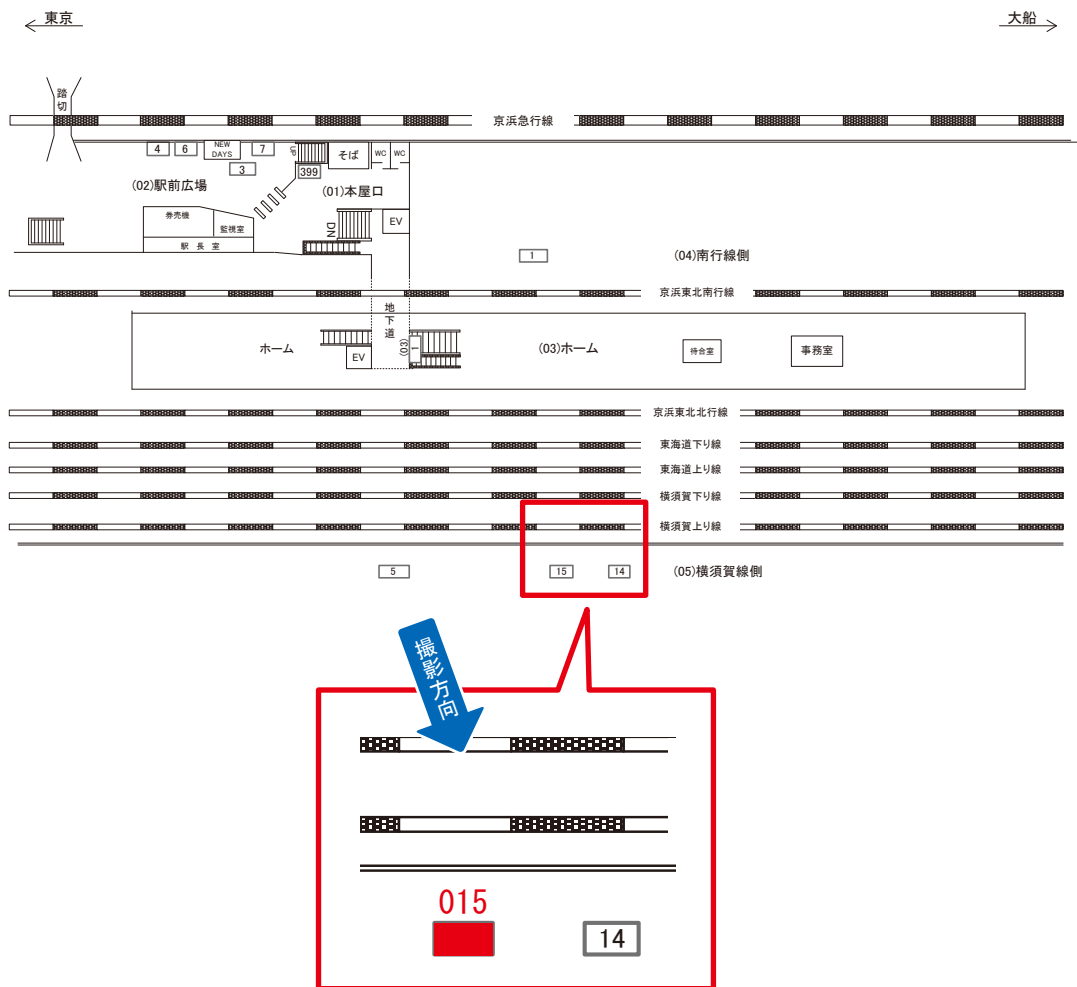 東京
大船
踏切
京浜急行線
4
6
NEW DAYS
7
UP
そば
WC
WC
3
399
(02)駅前広場
(01)本屋口
券売機
監視室
駅長室
DN
EV
1
(04)南行線側
京浜東北南行線
地下道
ホーム
EV
(03)
1
(03)ホーム
待合室
事務室
京浜東北北行線
東海道下り線
東海道上り線
横須賀下り線
横須賀上り線
5
15
14
(05)横須賀線側
撮影方向
015
14